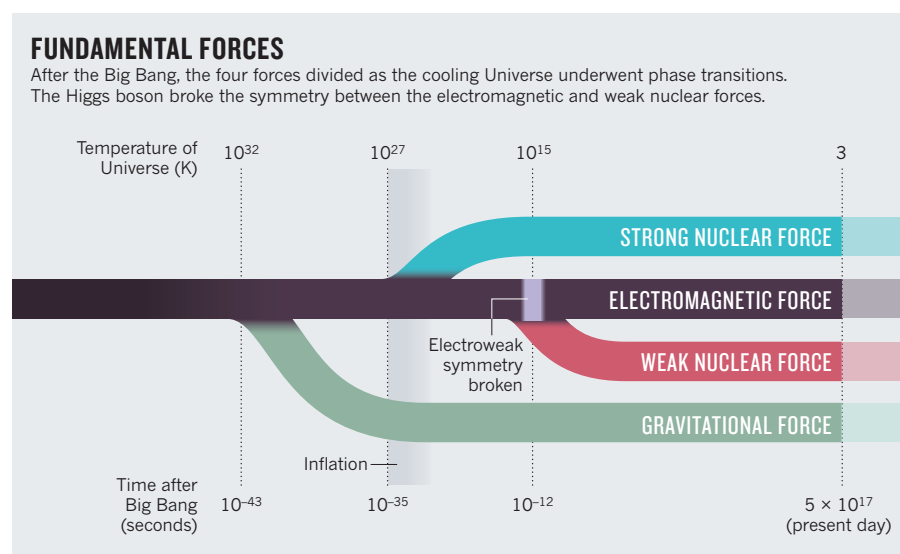 FUNDAMENTAL FORCES
After the Big Bang, the four forces divided as the cooling Universe underwent phase transitions.
The Higgs boson broke the symmetry between the electromagnetic and weak nuclear forces.
Temperature of
Universe (K)
10³²
10²⁷
10¹⁵
3
STRONG NUCLEAR FORCE
ELECTROMAGNETIC FORCE
Electroweak
symmetry
broken
WEAK NUCLEAR FORCE
GRAVITATIONAL FORCE
Inflation
Time after
Big Bang
(seconds)
10⁻⁴³
10⁻³⁵
10⁻¹²
5 × 10¹⁷
(present day)